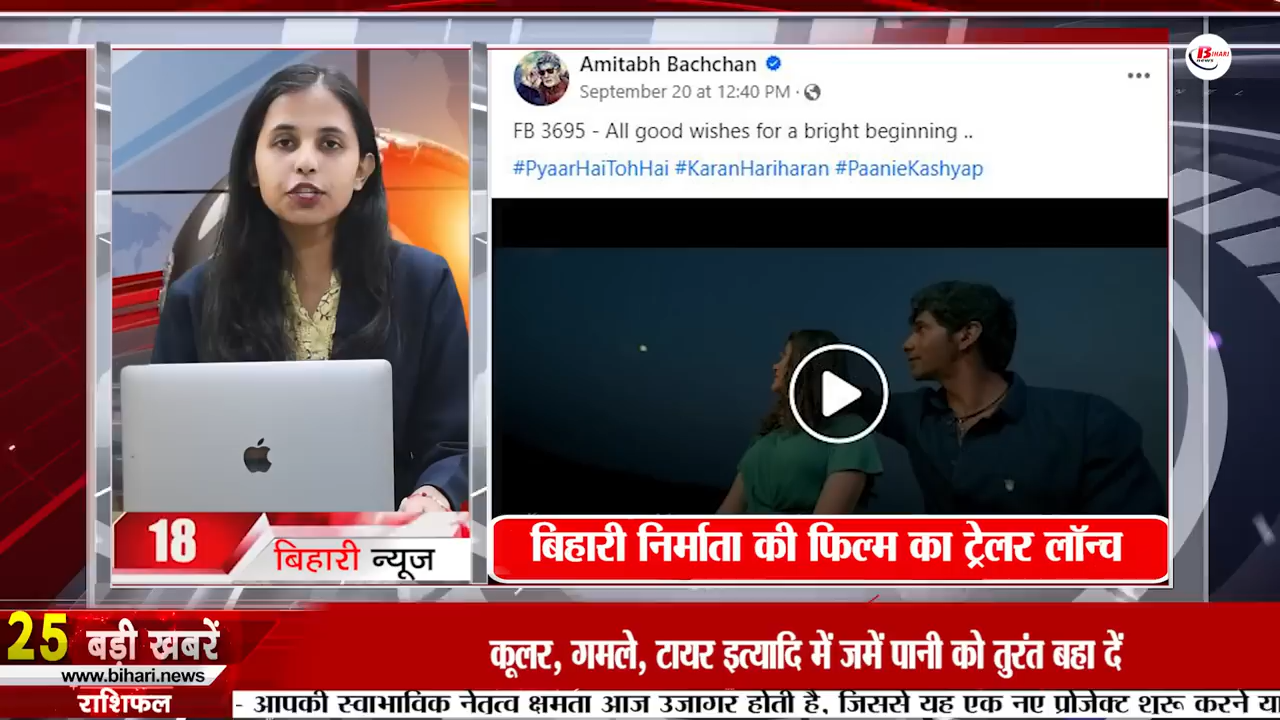 Amitabh Bachchan
September 20 at 12:40 PM
FB 3695 - All good wishes for a bright beginning ..
#PyaarHaiTohHai #KaranHariharan #PaanieKashyap
BIHARI
news
18
बिहारी न्यूज
बिहारी निर्माता की फिल्म का ट्रेलर लॉन्च
25 बड़ी खबरें
www.bihari.news
कूलर, गमले, टायर इत्यादि में जमें पानी को तुरंत बहा दें
राशिफल
- आपकी स्वाभाविक नेतृत्व क्षमता आज उजागर होती है, जिससे यह एक नए प्रोजेक्ट शुरू करने